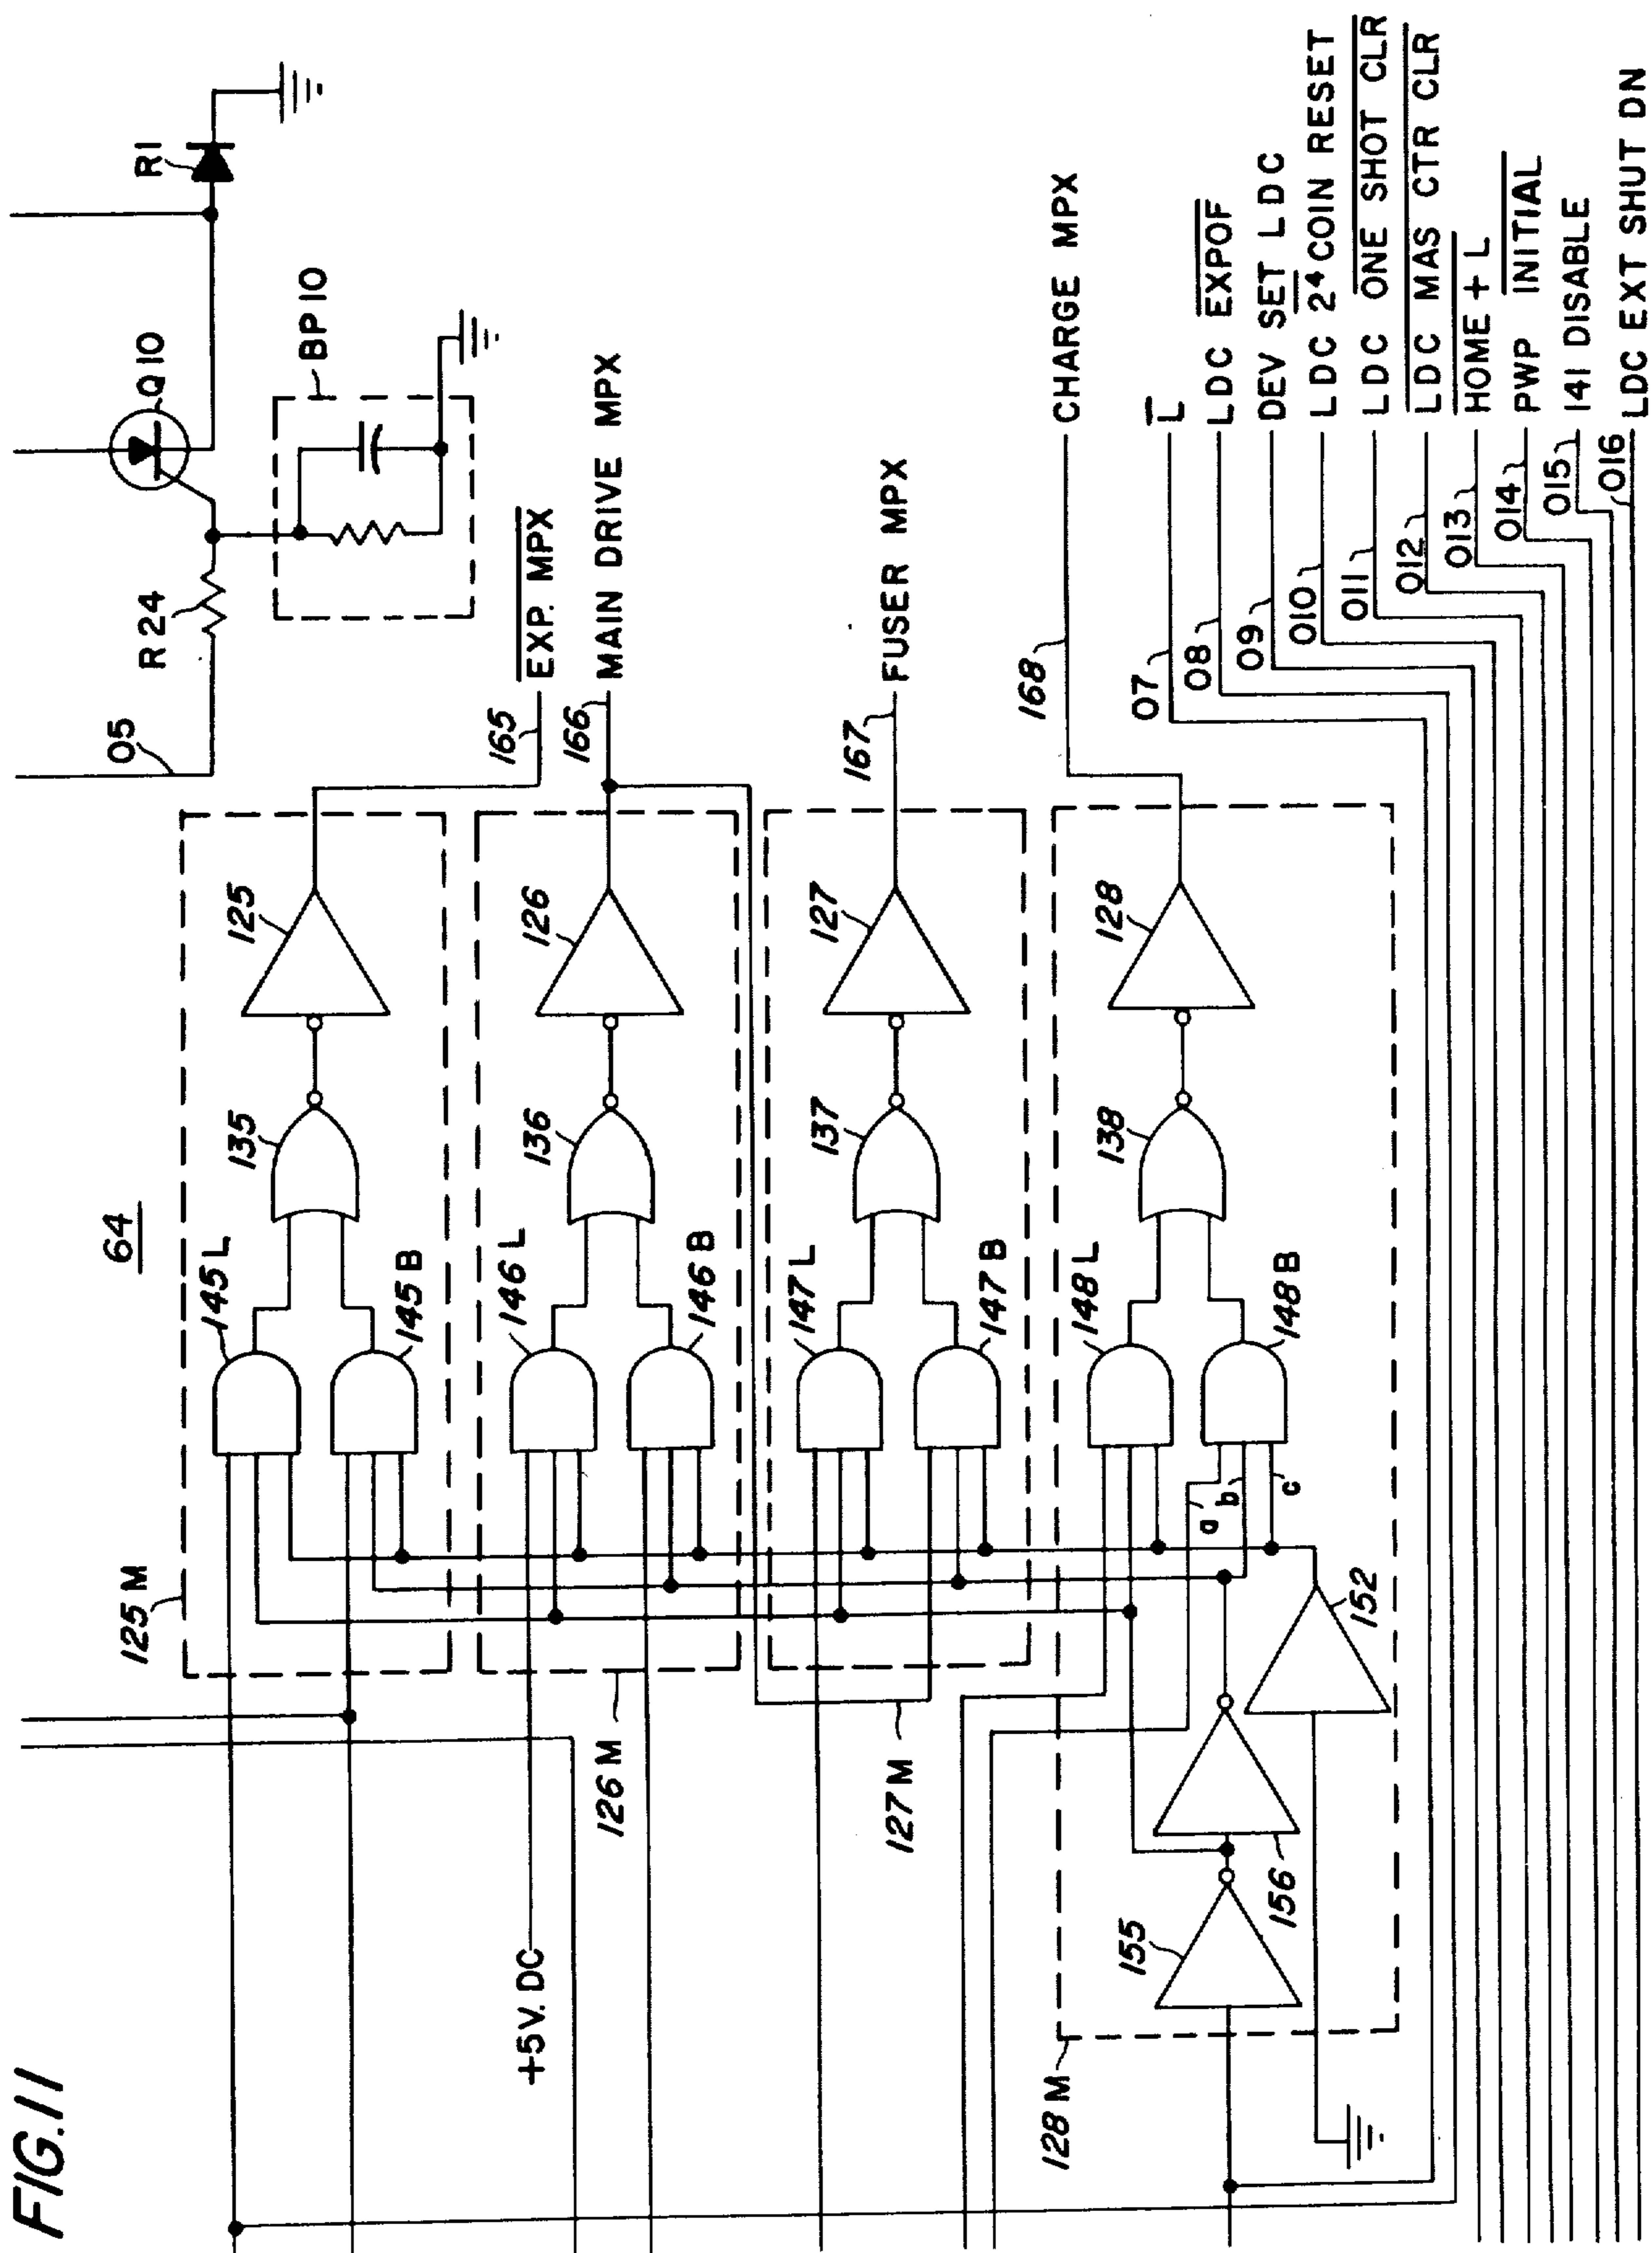 FIG. 11
64
R1
Q10
BP10
R24
05
125M
145L
145B
135
125
165
EXP. MPX
126M
+5V. DC
146L
146B
136
126
166
MAIN DRIVE MPX
127M
147L
147B
137
127
167
FUSER MPX
128M
155
156
152
a
b
c
148L
148B
138
128
168
CHARGE MPX
07 L
08 LDC EXPOF
09 DEV SET LDC
010 LDC 2⁴ COIN RESET
011 LDC ONE SHOT CLR
012 LDC MAS CTR CLR
013 HOME + L
014 PWP INITIAL
015 141 DISABLE
016 LDC EXT SHUT DN